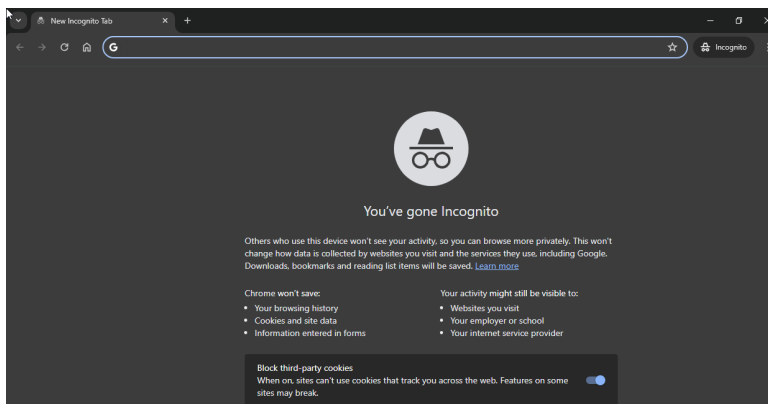 New Incognito Tab
Incognito
You've gone Incognito
Others who use this device won't see your activity, so you can browse more privately. This won't
change how data is collected by websites you visit and the services they use, including Google.
Downloads, bookmarks and reading list items will be saved. Learn more
Chrome won't save:
Your browsing history
Cookies and site data
Information entered in forms
Your activity might still be visible to:
Websites you visit
Your employer or school
Your internet service provider
Block third-party cookies
When on, sites can't use cookies that track you across the web. Features on some
sites may break.